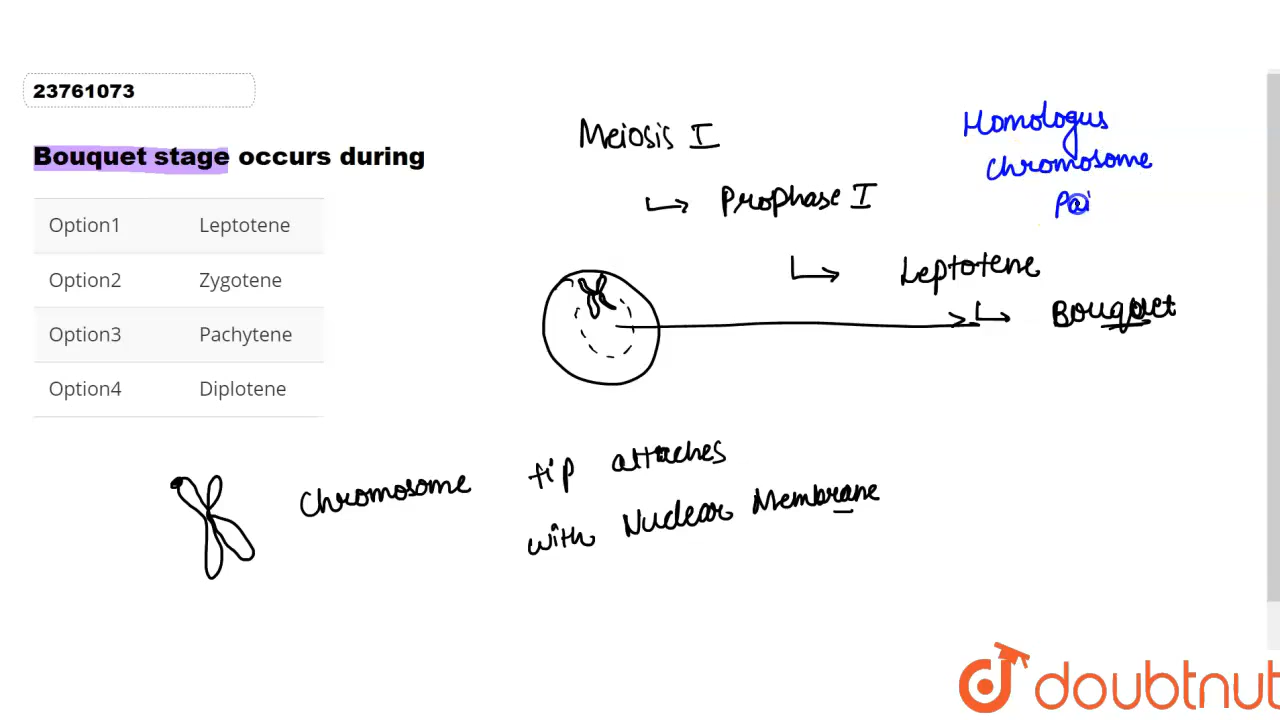 23761073
Bouquet stage occurs during
Option1 Leptotene
Option2 Zygotene
Option3 Pachytene
Option4 Diplotene
Meiosis I
Prophase I
Leptotene
Bouquet
Homologus
Chromosome
Pai
Chromosome tip attaches
with Nuclear Membrane
doubtnut